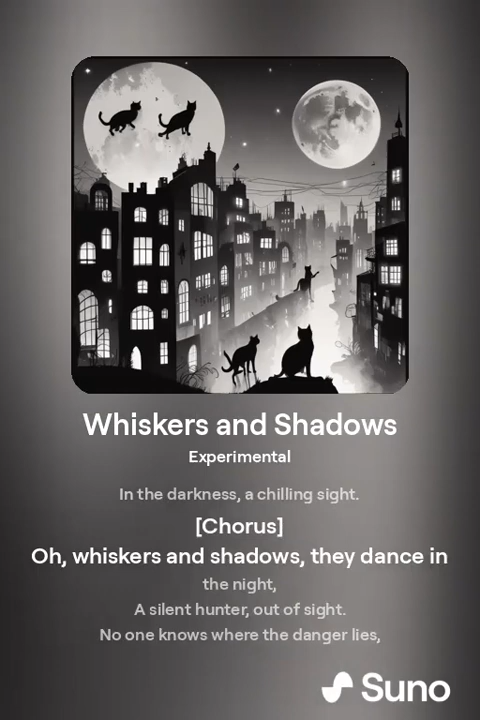 Whiskers and Shadows
Experimental
In the darkness, a chilling sight.
[Chorus]
Oh, whiskers and shadows, they dance in
the night,
A silent hunter, out of sight.
No one knows where the danger lies,
Suno